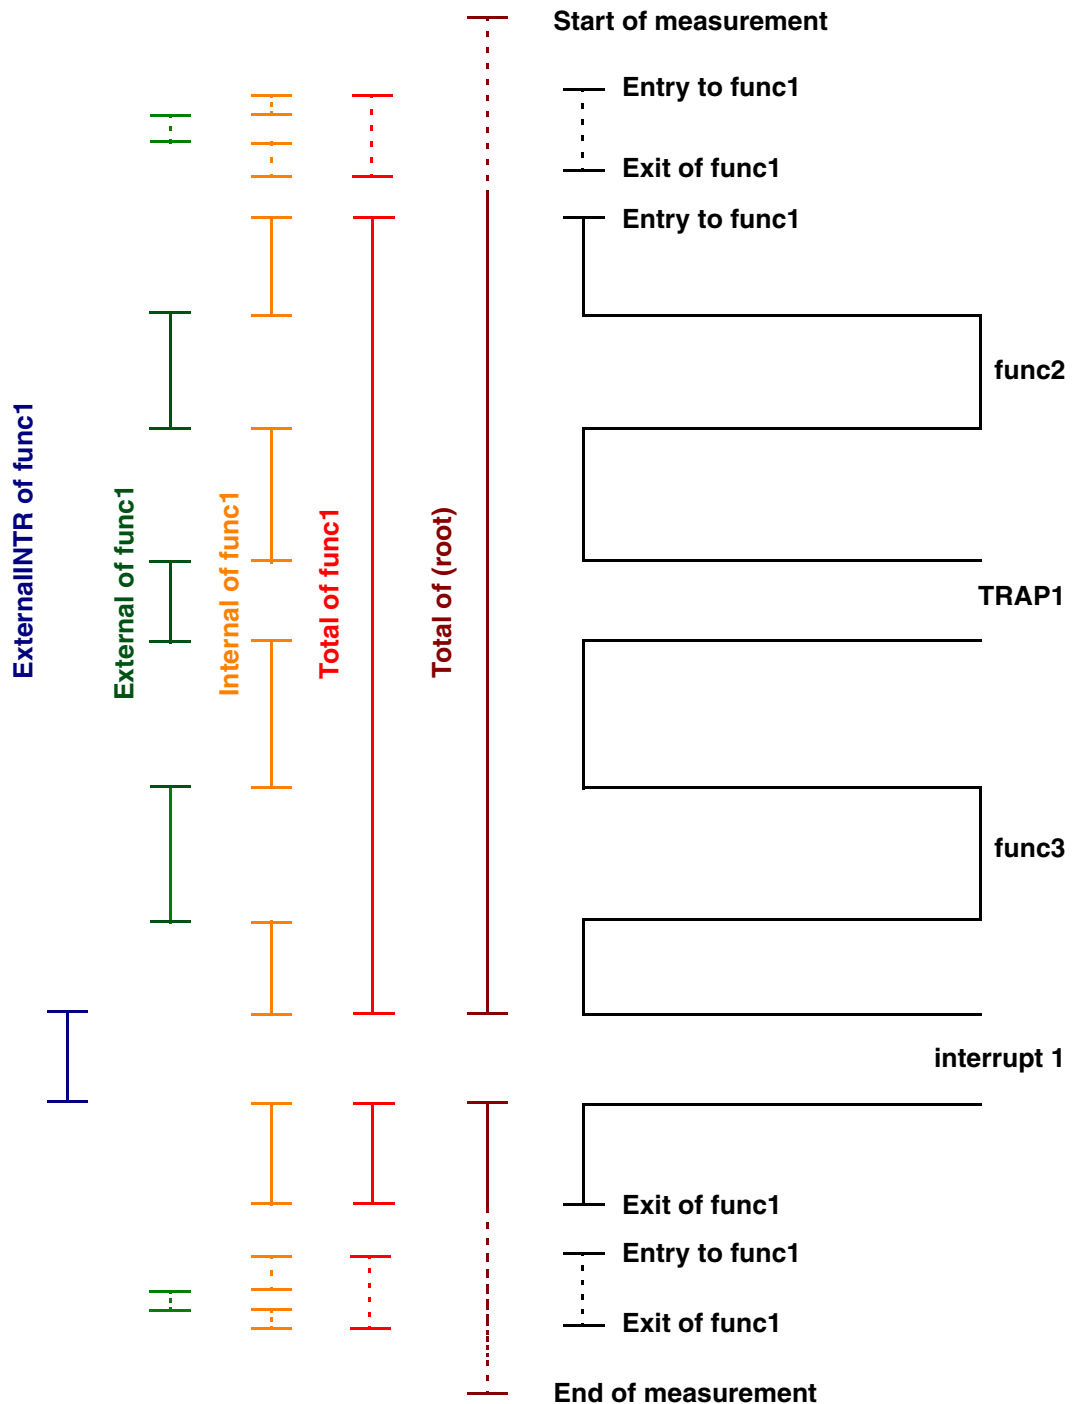 Start of measurement
Entry to func1
Exit of func1
Entry to func1
func2
ExternalINTR of func1
External of func1
Internal of func1
Total of func1
Total of (root)
TRAP1
func3
interrupt 1
Exit of func1
Entry to func1
Exit of func1
End of measurement